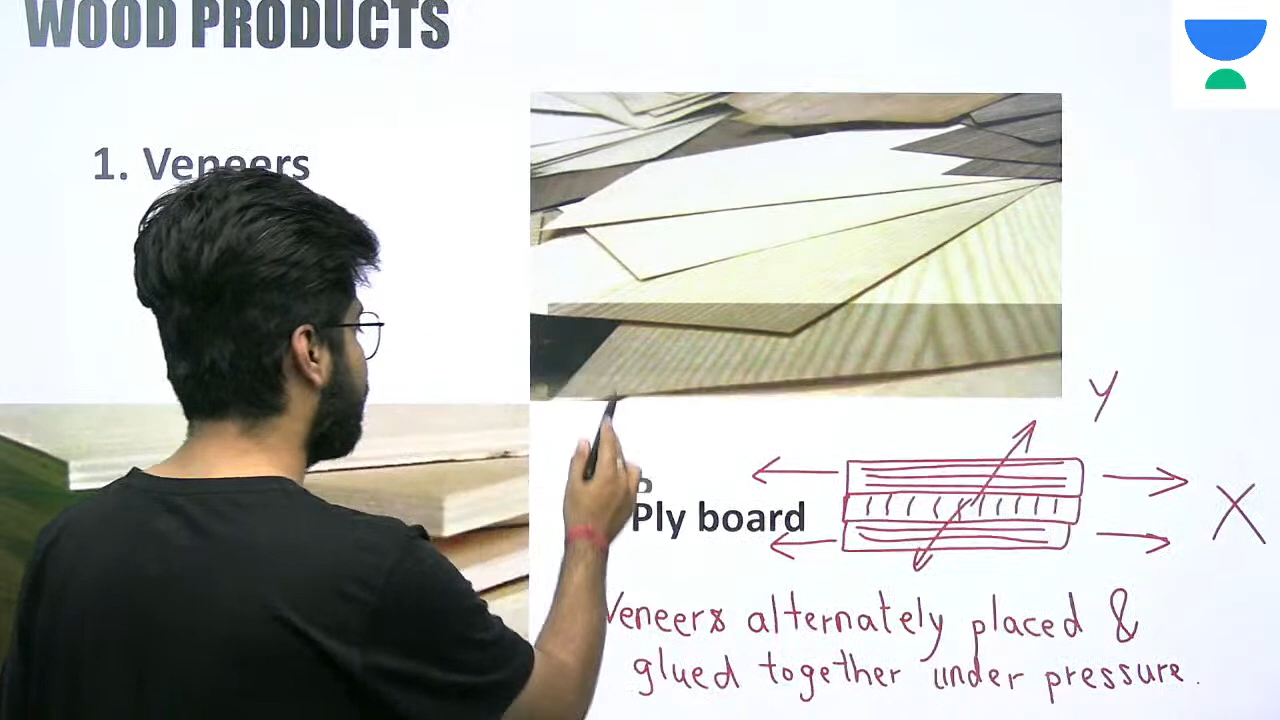 WOOD PRODUCTS
1. Veneers
Ply board
Y
X
Veneers alternately placed &
glued together under pressure.